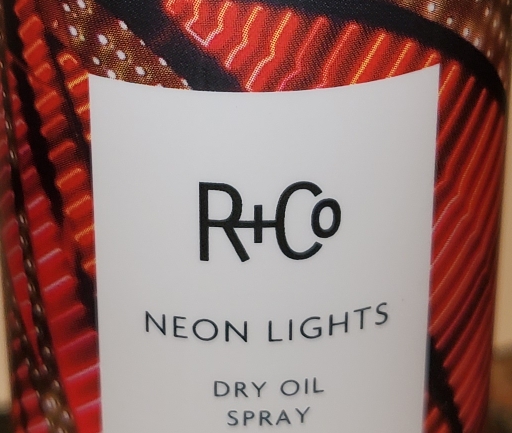 R+Co
NEON LIGHTS
DRY OIL
SPRAY